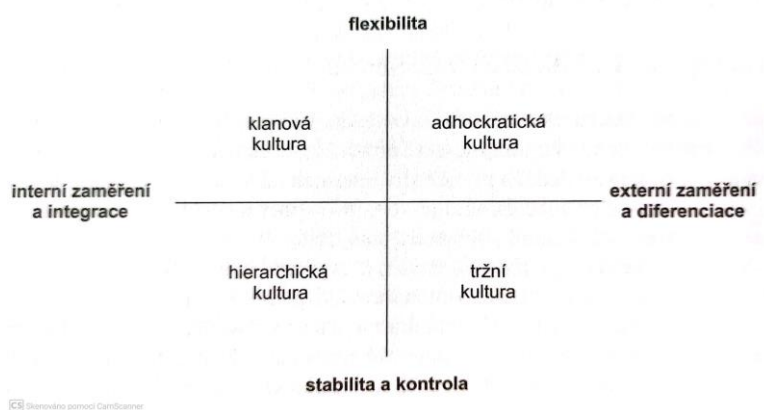 flexibilita
klanová
kultura
adhockratická
kultura
interní zaměření
a integrace
externí zaměření
a diferenciace
hierarchická
kultura
tržní
kultura
stabilita a kontrola
CS Skenováno pomocí CamScanner